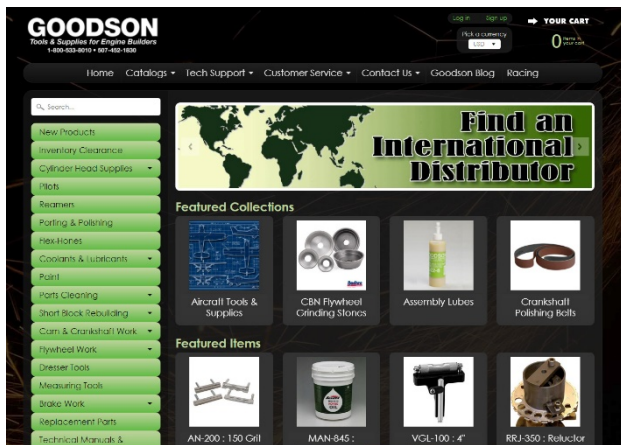 GOODSON
Tools & Supplies for Engine Builders
1-800-533-8010 • 507-452-1830
Log in Sign up
YOUR CART
Pick a currency
USD
0 items in your cart
Home Catalogs Tech Support Customer Service Contact Us Goodson Blog Racing
Search...
New Products
Inventory Clearance
Cylinder Head Supplies
Pilots
Reamers
Porting & Polishing
Flex-Hones
Coolants & Lubricants
Paint
Parts Cleaning
Short Block Rebuilding
Cam & Crankshaft Work
Flywheel Work
Dresser Tools
Measuring Tools
Brake Work
Replacement Parts
Technical Manuals &
Find an
International
Distributor
Featured Collections
Aircraft Tools &
Supplies
CBN Flywheel
Grinding Stones
Assembly Lubes
Crankshaft
Polishing Belts
Featured Items
AN-200 : 150 Grit
MAN-845 :
VGL-100 : 4"
RRJ-350 : Reluctor